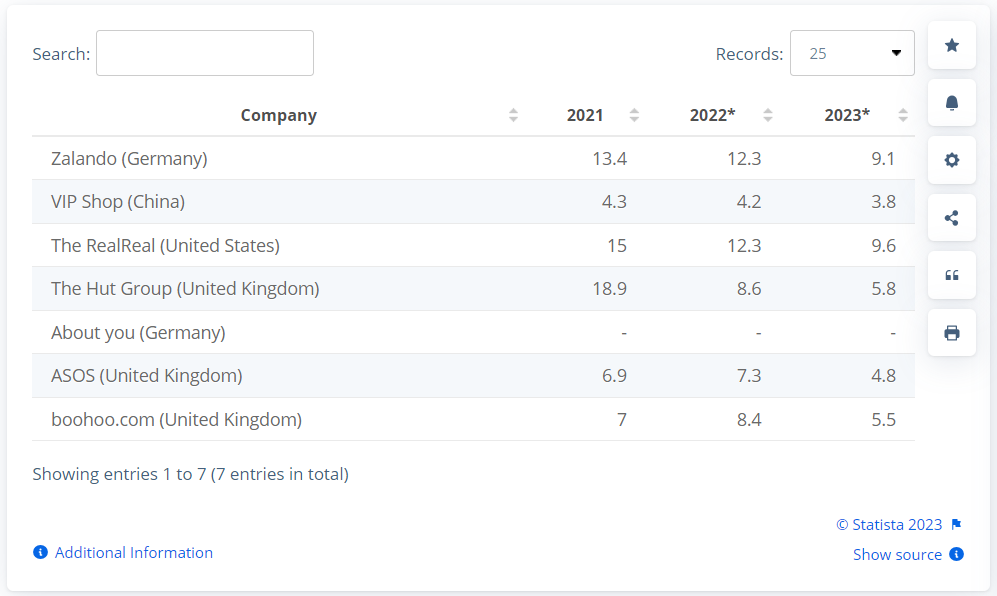 Search:
Records: 25
Company 2021 2022* 2023*
Zalando (Germany) 13.4 12.3 9.1
VIP Shop (China) 4.3 4.2 3.8
The RealReal (United States) 15 12.3 9.6
The Hut Group (United Kingdom) 18.9 8.6 5.8
About you (Germany) - - -
ASOS (United Kingdom) 6.9 7.3 4.8
boohoo.com (United Kingdom) 7 8.4 5.5
Showing entries 1 to 7 (7 entries in total)
© Statista 2023
Additional Information
Show source